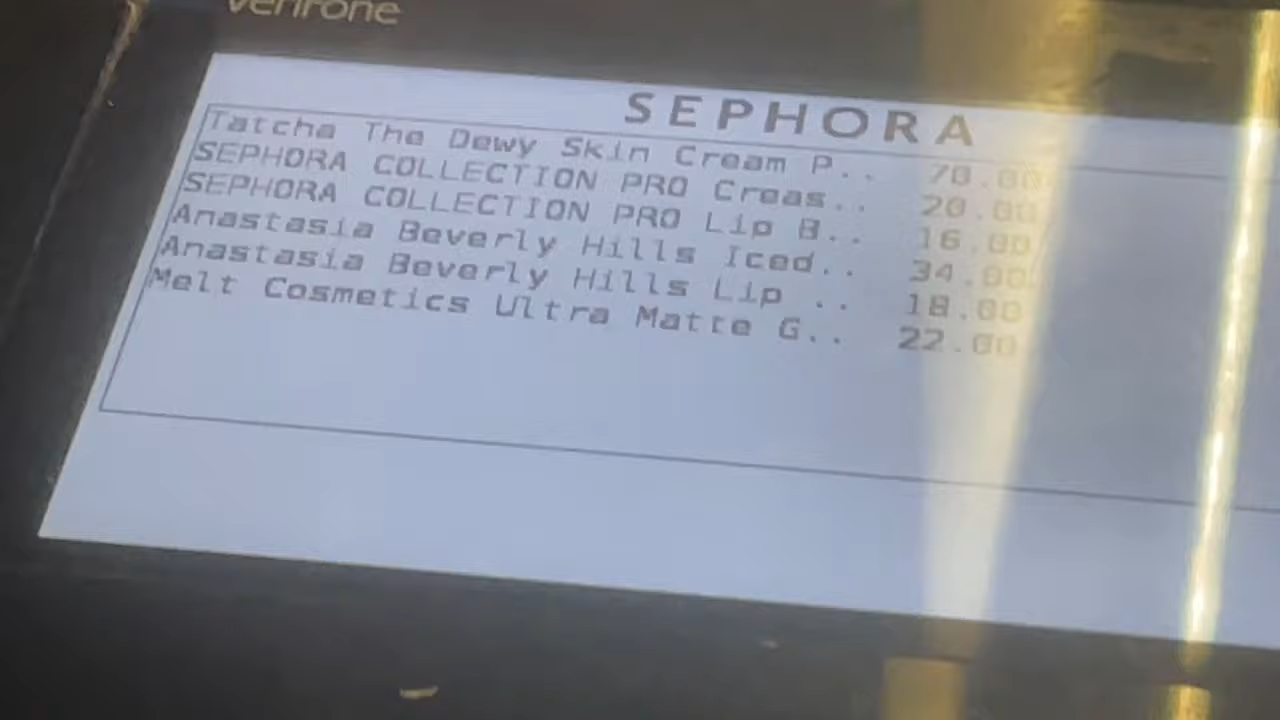 Verifone
SEPHORA
Tatcha The Dewy Skin Cream P.. 70.00
SEPHORA COLLECTION PRO Creas.. 20.00
SEPHORA COLLECTION PRO Lip B.. 16.00
Anastasia Beverly Hills Iced.. 34.00
Anastasia Beverly Hills Lip .. 18.00
Melt Cosmetics Ultra Matte G.. 22.00